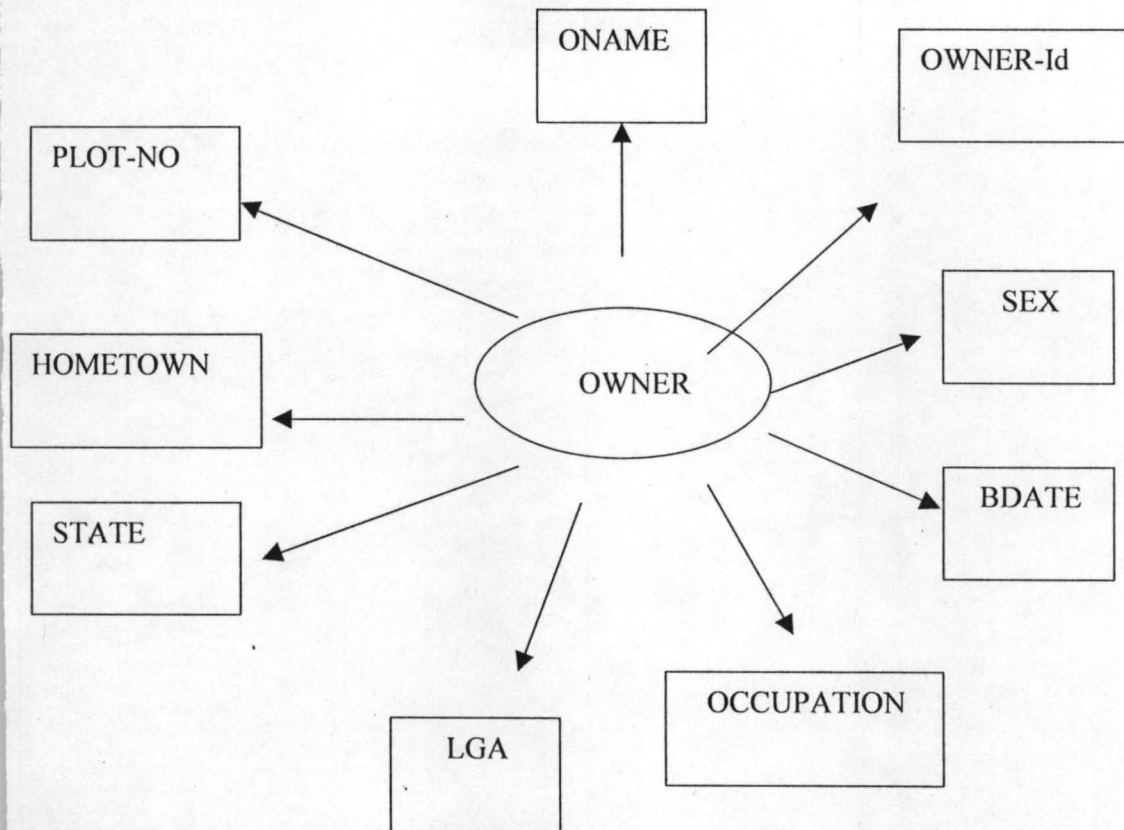 ONAME
OWNER-Id
PLOT-NO
SEX
HOMETOWN
OWNER
BDATE
STATE
OCCUPATION
LGA